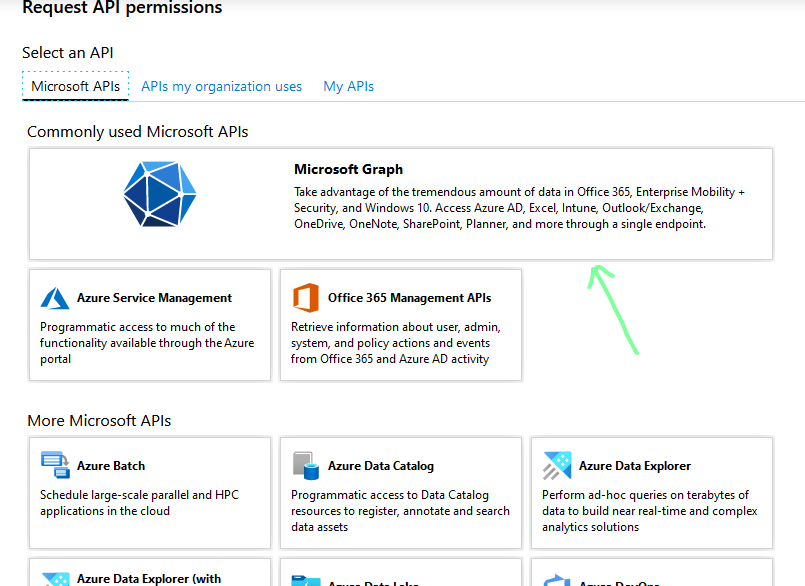 Request API permissions
Select an API
Microsoft APIs
APIs my organization uses
My APIs
Commonly used Microsoft APIs
Microsoft Graph
Take advantage of the tremendous amount of data in Office 365, Enterprise Mobility +
Security, and Windows 10. Access Azure AD, Excel, Intune, Outlook/Exchange,
OneDrive, OneNote, SharePoint, Planner, and more through a single endpoint.
Azure Service Management
Programmatic access to much of the
functionality available through the Azure
portal
Office 365 Management APIs
Retrieve information about user, admin,
system, and policy actions and events
from Office 365 and Azure AD activity
More Microsoft APIs
Azure Batch
Schedule large-scale parallel and HPC
applications in the cloud
Azure Data Catalog
Programmatic access to Data Catalog
resources to register, annotate and search
data assets
Azure Data Explorer
Perform ad-hoc queries on terabytes of
data to build near real-time and complex
analytics solutions
Azure Data Explorer (with
Azure Data Lake
Azure DevOps